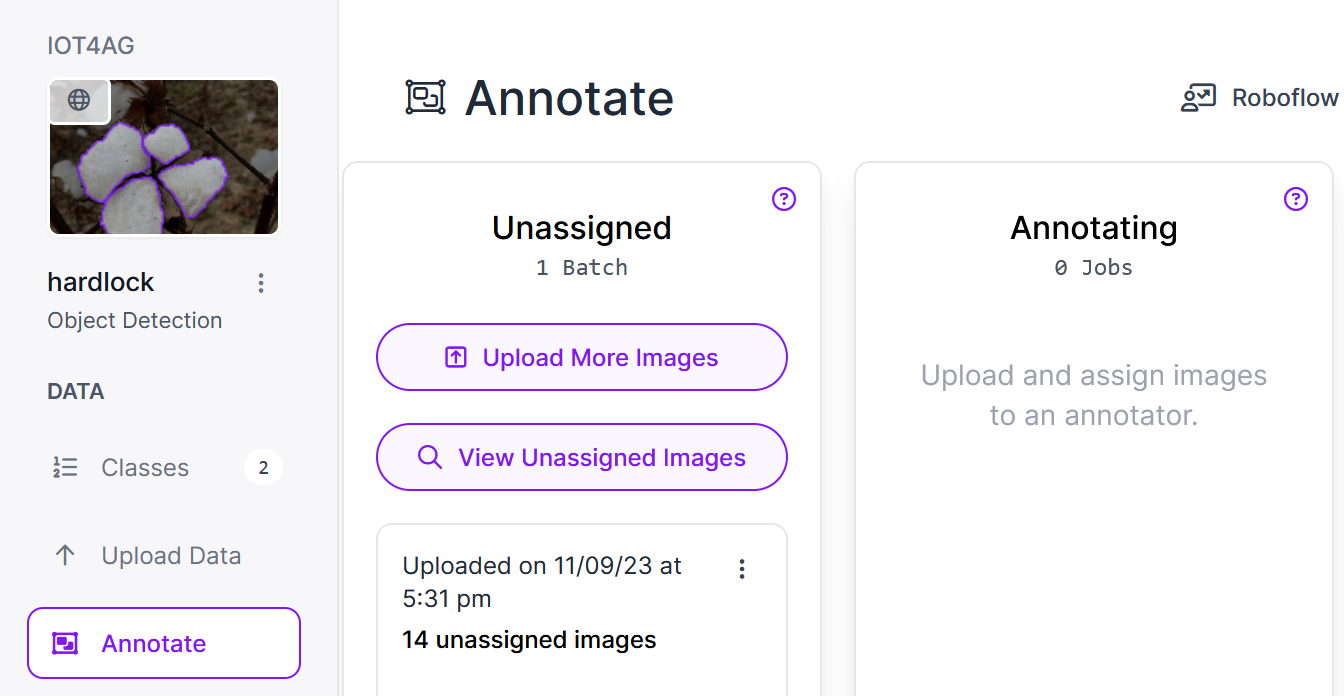 IOT4AG
hardlock
Object Detection
DATA
Classes 2
Upload Data
Annotate
Annotate
Roboflow
Unassigned
1 Batch
Upload More Images
View Unassigned Images
Uploaded on 11/09/23 at
5:31 pm
14 unassigned images
Annotating
0 Jobs
Upload and assign images
to an annotator.